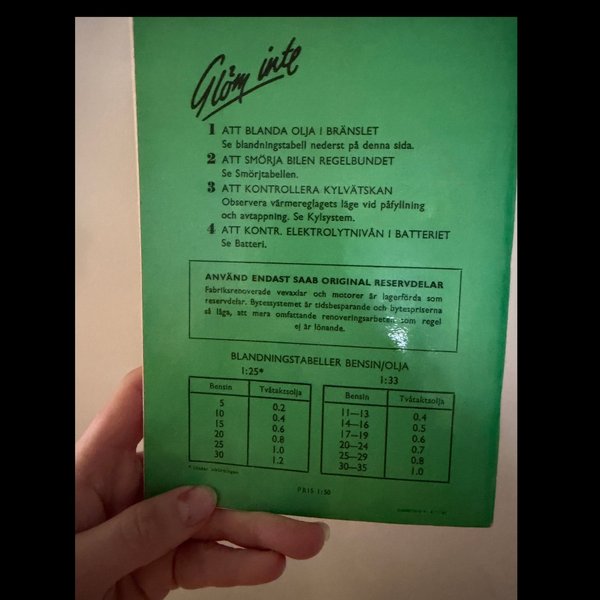 Glöm inte
1 ATT BLANDA OLJA I BRÄNSLET
Se blandningstabell nederst på denna sida.
2 ATT SMÖRJA BILEN REGELBUNDET
Se Smörjtabellen.
3 ATT KONTROLLERA KYLVÄTSKAN
Observera värmereglagets läge vid påfyllning
och avtappning. Se Kylsystem.
4 ATT KONTR. ELEKTROLYTNIVÅN I BATTERIET
Se Batteri.
ANVÄND ENDAST SAAB ORIGINAL RESERVDELAR
Fabriksrenoverade vevaxlar och motorer är lagerförda som
reservdelar. Bytessystemet är tidsbesparande och bytespriserna
så låga, att mera omfattande renoveringsarbeten som regel
ej är lönande.
BLANDNINGSTABELLER BENSIN/OLJA
1:25*
Bensin Tvåtaktsolja
5 0.2
10 0.4
15 0.6
20 0.8
25 1.0
30 1.2
* Under inkörningen
1:33
Bensin Tvåtaktsolja
11—13 0.4
14—16 0.5
17—19 0.6
20—24 0.7
25—29 0.8
30—35 1.0
PRIS 1:50